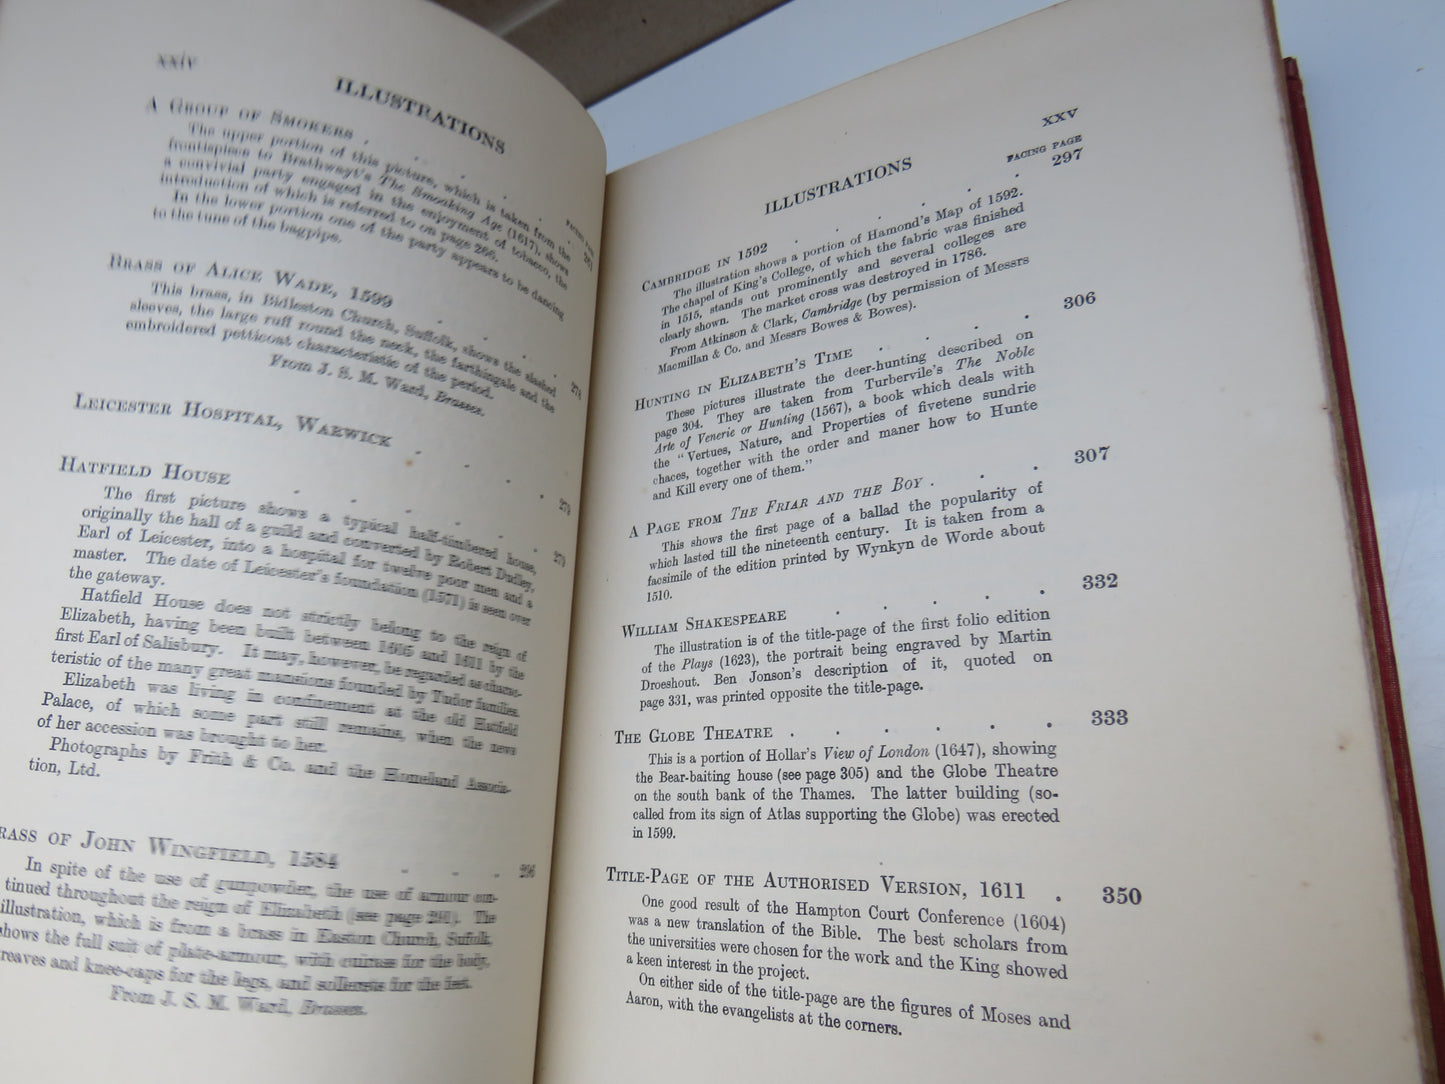 xxiv
ILLUSTRATIONS
FACING PAGE
A GROUP OF SMOKERS . . . . 261
The upper portion of this picture, which is taken from the
frontispiece to Brathwayt's The Smoaking Age (1617), shows
a convivial party engaged in the enjoyment of tobacco, the
introduction of which is referred to on page 266.
In the lower portion one of the party appears to be dancing
to the tune of the bagpipe.
BRASS OF ALICE WADE, 1599 . . . . 278
This brass, in Bidleston Church, Suffolk, shows the slashed
sleeves, the large ruff round the neck, the farthingale and the
embroidered petticoat characteristic of the period.
From J. S. M. Ward, Brasses.
LEICESTER HOSPITAL, WARWICK . . . . 279
HATFIELD HOUSE . . . . 279
The first picture shows a typical half-timbered house,
originally the hall of a guild and converted by Robert Dudley,
Earl of Leicester, into a hospital for twelve poor men and a
master. The date of Leicester's foundation (1571) is seen over
the gateway.
Hatfield House does not strictly belong to the reign of
Elizabeth, having been built between 1605 and 1611 by the
first Earl of Salisbury. It may, however, be regarded as charac-
teristic of the many great mansions founded by Tudor families.
Elizabeth was living in confinement at the old Hatfield
Palace, of which some part still remains, when the news
of her accession was brought to her.
Photographs by Frith & Co. and the Homeland Associa-
tion, Ltd.
RASS OF JOHN WINGFIELD, 1584 . . . 296
In spite of the use of gunpowder, the use of armour con-
tinued throughout the reign of Elizabeth (see page 291). The
illustration, which is from a brass in Easton Church, Suffolk,
shows the full suit of plate-armour, with cuirass for the body,
reaves and knee-caps for the legs, and sollerets for the feet.
From J. S. M. Ward, Brasses.
xxv
ILLUSTRATIONS
FACING PAGE
CAMBRIDGE IN 1592 . . . . . 297
The illustration shows a portion of Hamond's Map of 1592.
The chapel of King's College, of which the fabric was finished
in 1515, stands out prominently and several colleges are
clearly shown. The market cross was destroyed in 1786.
From Atkinson & Clark, Cambridge (by permission of Messrs
Macmillan & Co. and Messrs Bowes & Bowes).
HUNTING IN ELIZABETH'S TIME . . . . 306
These pictures illustrate the deer-hunting described on
page 304. They are taken from Turbervile's The Noble
Arte of Venerie or Hunting (1567), a book which deals with
the "Vertues, Nature, and Properties of fivetene sundrie
chaces, together with the order and maner how to Hunte
and Kill every one of them."
A PAGE FROM THE FRIAR AND THE BOY . . . 307
This shows the first page of a ballad the popularity of
which lasted till the nineteenth century. It is taken from a
facsimile of the edition printed by Wynkyn de Worde about
1510.
WILLIAM SHAKESPEARE . . . . . 332
The illustration is of the title-page of the first folio edition
of the Plays (1623), the portrait being engraved by Martin
Droeshout. Ben Jonson's description of it, quoted on
page 331, was printed opposite the title-page.
THE GLOBE THEATRE . . . . . . 333
This is a portion of Hollar's View of London (1647), showing
the Bear-baiting house (see page 305) and the Globe Theatre
on the south bank of the Thames. The latter building (so-
called from its sign of Atlas supporting the Globe) was erected
in 1599.
TITLE-PAGE OF THE AUTHORISED VERSION, 1611 . 350
One good result of the Hampton Court Conference (1604)
was a new translation of the Bible. The best scholars from
the universities were chosen for the work and the King showed
a keen interest in the project.
On either side of the title-page are the figures of Moses and
Aaron, with the evangelists at the corners.